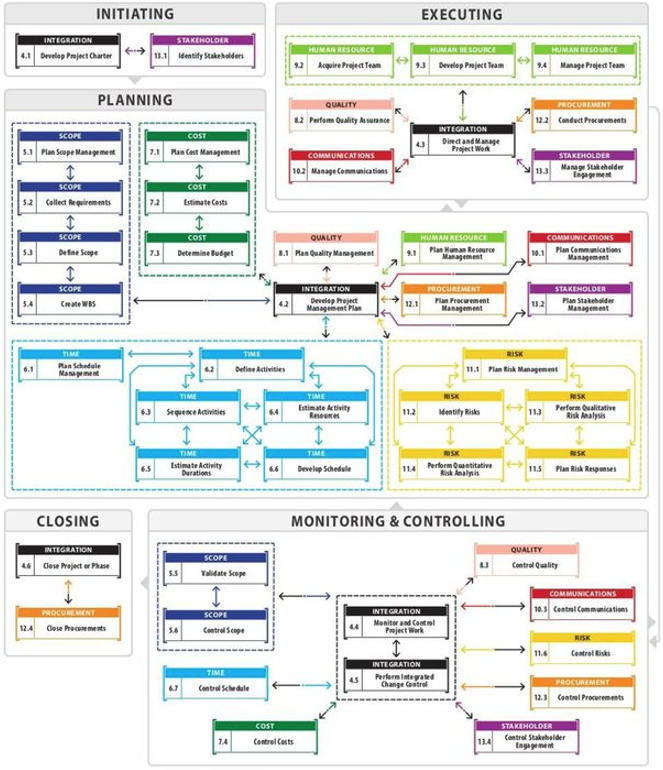 INITIATING
INTEGRATION
4.1 Develop Project Charter
STAKEHOLDER
13.1 Identify Stakeholders
EXECUTING
HUMAN RESOURCE
9.2 Acquire Project Team
HUMAN RESOURCE
9.3 Develop Project Team
HUMAN RESOURCE
9.4 Manage Project Team
QUALITY
8.2 Perform Quality Assurance
PROCUREMENT
12.2 Conduct Procurements
INTEGRATION
4.3 Direct and Manage
Project Work
COMMUNICATIONS
10.2 Manage Communications
STAKEHOLDER
13.3 Manage Stakeholder
Engagement
PLANNING
SCOPE
5.1 Plan Scope Management
SCOPE
5.2 Collect Requirements
SCOPE
5.3 Define Scope
SCOPE
5.4 Create WBS
COST
7.1 Plan Cost Management
COST
7.2 Estimate Costs
COST
7.3 Determine Budget
QUALITY
8.1 Plan Quality Management
HUMAN RESOURCE
9.1 Plan Human Resource
Management
COMMUNICATIONS
10.1 Plan Communications
Management
INTEGRATION
4.2 Develop Project
Management Plan
PROCUREMENT
12.1 Plan Procurement
Management
STAKEHOLDER
13.2 Plan Stakeholder
Management
TIME
6.1 Plan Schedule
Management
TIME
6.2 Define Activities
TIME
6.3 Sequence Activities
TIME
6.4 Estimate Activity
Resources
TIME
6.5 Estimate Activity
Durations
TIME
6.6 Develop Schedule
RISK
11.1 Plan Risk Management
RISK
11.2 Identify Risks
RISK
11.3 Perform Qualitative
Risk Analysis
RISK
11.4 Perform Quantitative
Risk Analysis
RISK
11.5 Plan Risk Responses
CLOSING
INTEGRATION
4.6 Close Project or Phase
PROCUREMENT
12.4 Close Procurements
MONITORING & CONTROLLING
SCOPE
5.5 Validate Scope
SCOPE
5.6 Control Scope
TIME
6.7 Control Schedule
COST
7.4 Control Costs
INTEGRATION
4.4 Monitor and Control
Project Work
INTEGRATION
4.5 Perform Integrated
Change Control
QUALITY
8.3 Control Quality
COMMUNICATIONS
10.3 Control Communications
RISK
11.6 Control Risks
PROCUREMENT
12.3 Control Procurements
STAKEHOLDER
13.4 Control Stakeholder
Engagement